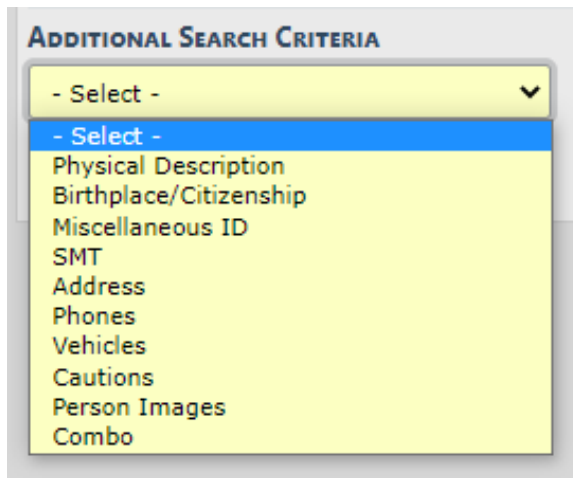 Additional Search Criteria
- Select -
- Select -
Physical Description
Birthplace/Citizenship
Miscellaneous ID
SMT
Address
Phones
Vehicles
Cautions
Person Images
Combo